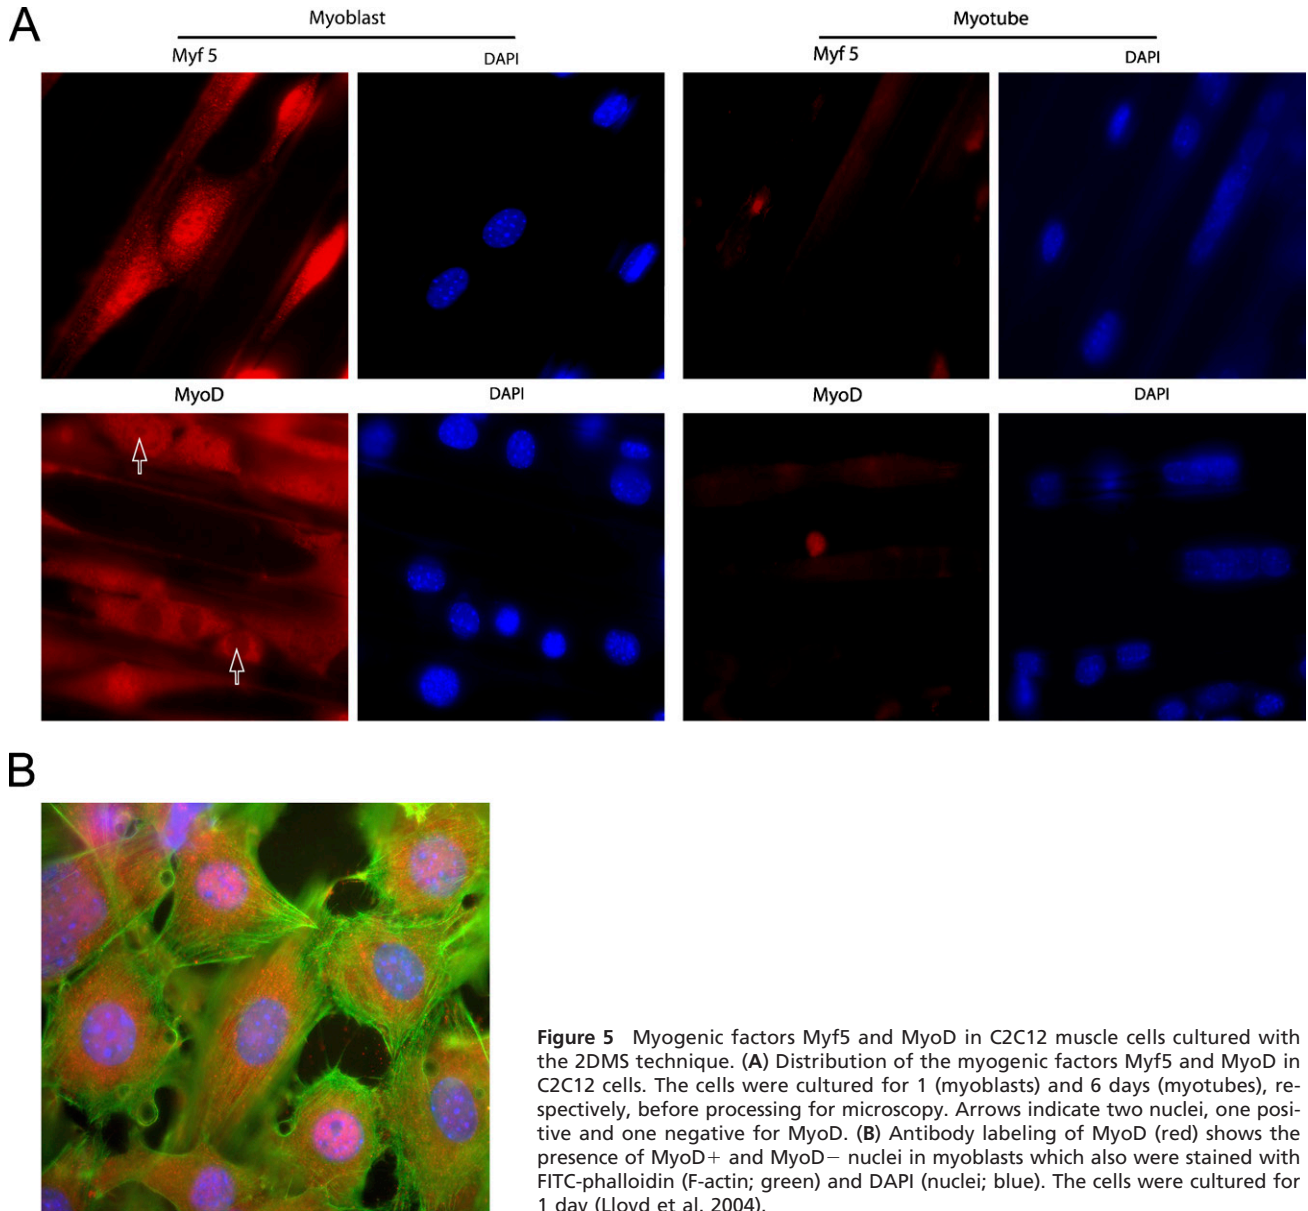 A
Myoblast
Myotube
Myf 5
DAPI
Myf 5
DAPI
MyoD
DAPI
MyoD
DAPI
B
Figure 5 Myogenic factors Myf5 and MyoD in C2C12 muscle cells cultured with
the 2DMS technique. (A) Distribution of the myogenic factors Myf5 and MyoD in
C2C12 cells. The cells were cultured for 1 (myoblasts) and 6 days (myotubes), re-
spectively, before processing for microscopy. Arrows indicate two nuclei, one posi-
tive and one negative for MyoD. (B) Antibody labeling of MyoD (red) shows the
presence of MyoD+ and MyoD− nuclei in myoblasts which also were stained with
FITC-phalloidin (F-actin; green) and DAPI (nuclei; blue). The cells were cultured for
1 day (Lloyd et al. 2004).